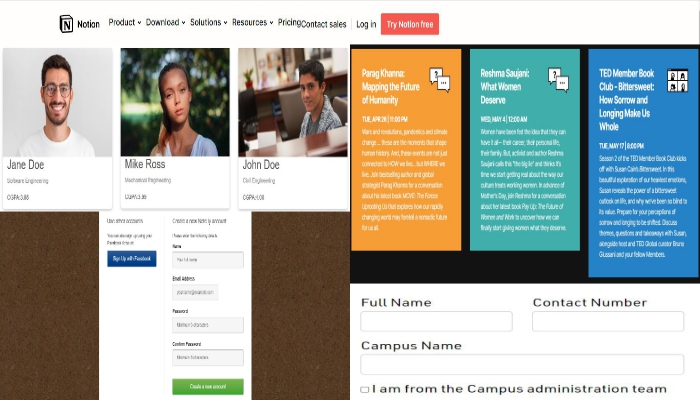 Notion Product Download Solutions Resources Pricing Contact sales Log in Try Notion free
Jane Doe
Software Engineering
CGPA:3.88
Mike Ross
Mechanical Engineering
CGPA:3.99
John Doe
Civil Engineering
CGPA:4.00
Parag Khanna:
Mapping the Future
of Humanity
TUE, APR 26 | 11:00 PM
Wars and revolutions, pandemics and climate
change ... these are the moments that shape
human history. And, these events are not just
connected to HOW we live... but WHERE we
live. Join bestselling author and global
strategist Parag Khanna for a conversation
about his latest book MOVE: The Forces
Uprooting Us that explores how our rapidly
changing world may foretell a nomadic future
for us all.
Reshma Saujani:
What Women
Deserve
WED, MAY 4 | 12:00 AM
Women have been fed the idea that they can
have it all— their career, their personal life,
their family. But, activist and author Reshma
Saujani calls this "the big lie" and thinks it's
time we start getting real about the way our
culture treats working women. In advance of
Mother's Day, join Reshma for a conversation
about her latest book Pay Up: The Future of
Women and Work to uncover how we can
finally start giving women what they deserve.
TED Member Book
Club - Bittersweet:
How Sorrow and
Longing Make Us
Whole
TUE, MAY 17 | 8:00 PM
Season 2 of the TED Member Book Club kicks
off with Susan Cain's Bittersweet. In this
beautiful exploration of our heaviest emotions,
Susan reveals the power of a bittersweet
outlook on life, and why we've been so blind to
its value. Prepare for your perceptions of
sorrow and longing to be shifted. Discuss
themes, questions and takeaways with Susan,
alongside host and TED Global curator Bruno
Giussani and your fellow Members.
Use other accounts
You can also sign up using your
Facebook account
Sign Up with Facebook
Create a new account
Name
Your full name
Email Address
Password
Minimum 8 characters
Confirm Password
Minimum 8 characters
Create a new account
Full Name
Contact Number
Campus Name
I am from the Campus administration team